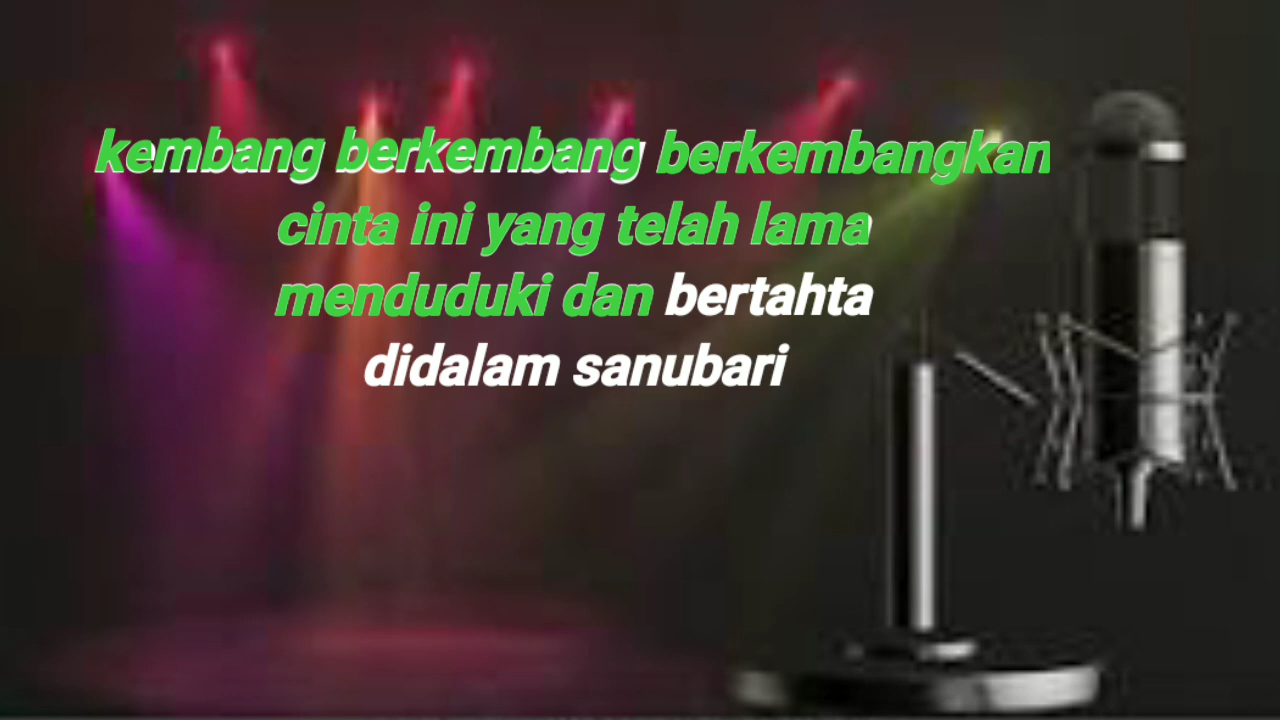 kembang berkembang berkembangkan
cinta ini yang telah lama
menduduki dan bertahta
didalam sanubari